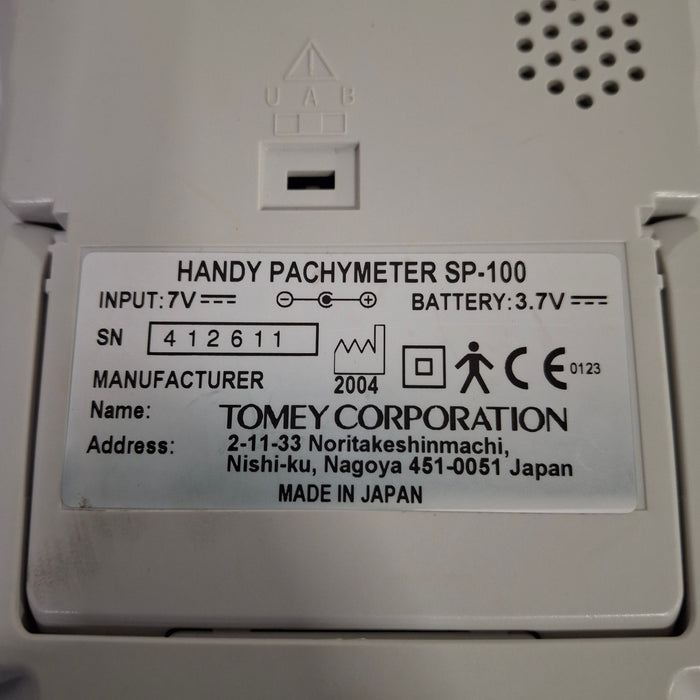 U A B
HANDY PACHYMETER SP-100
INPUT: 7V BATTERY: 3.7V
SN 412611
2004
CE 0123
MANUFACTURER
Name: TOMEY CORPORATION
Address: 2-11-33 Noritakeshinmachi,
Nishi-ku, Nagoya 451-0051 Japan
MADE IN JAPAN